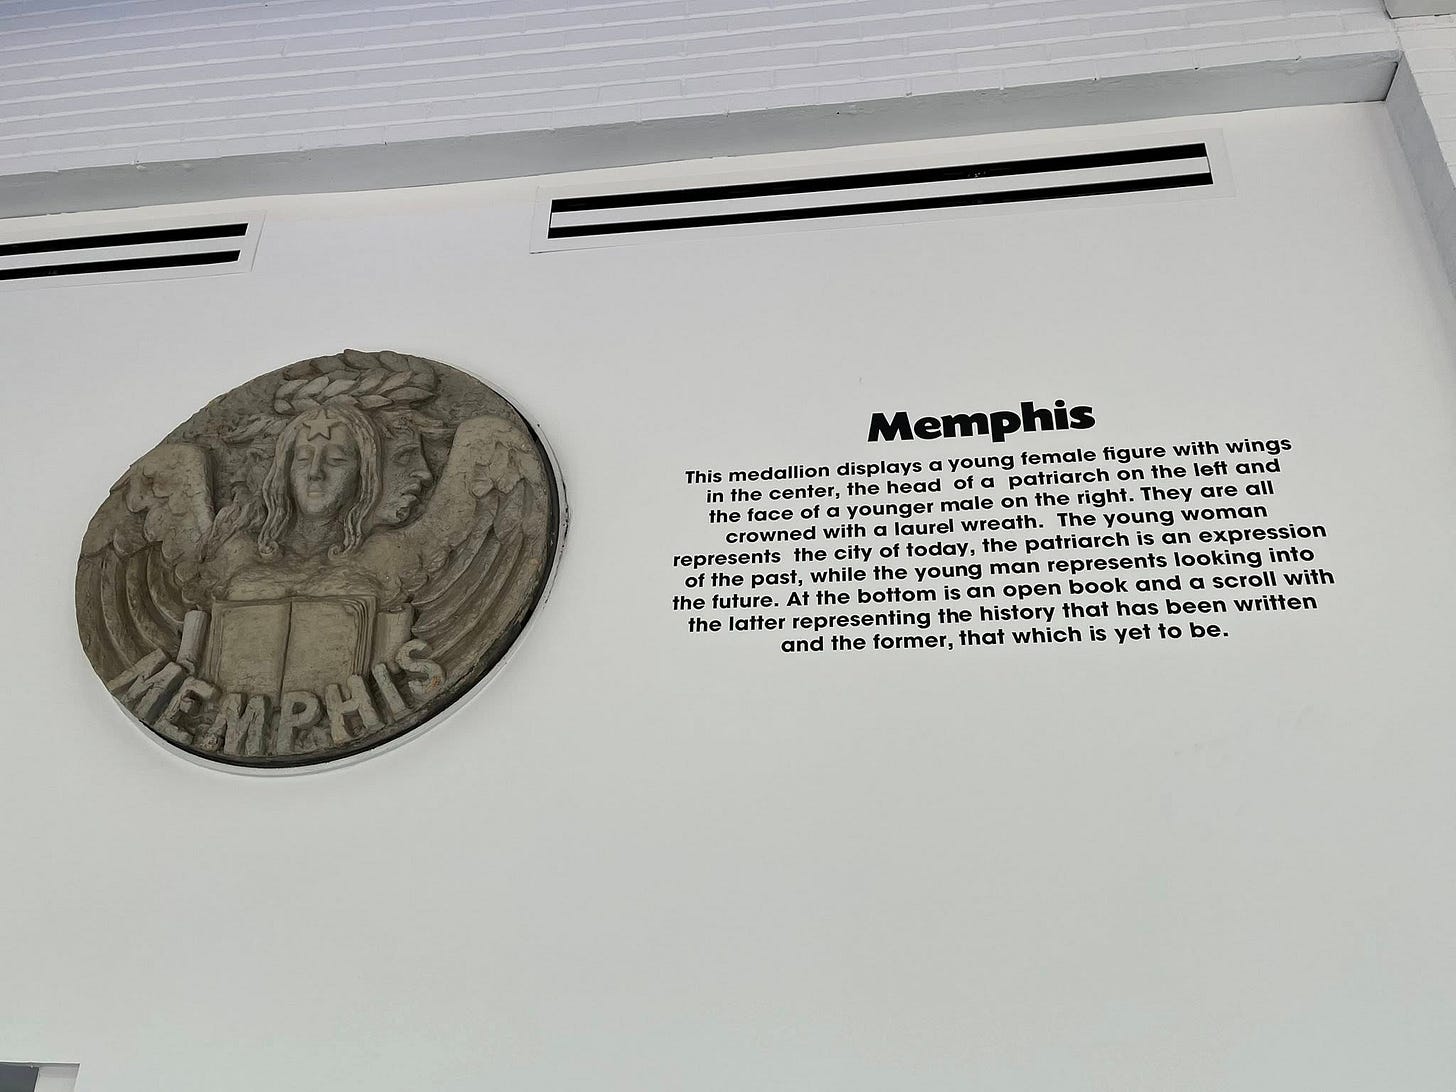 MEMPHIS
Memphis
This medallion displays a young female figure with wings
in the center, the head of a patriarch on the left and
the face of a younger male on the right. They are all
crowned with a laurel wreath. The young woman
represents the city of today, the patriarch is an expression
of the past, while the young man represents looking into
the future. At the bottom is an open book and a scroll with
the latter representing the history that has been written
and the former, that which is yet to be.